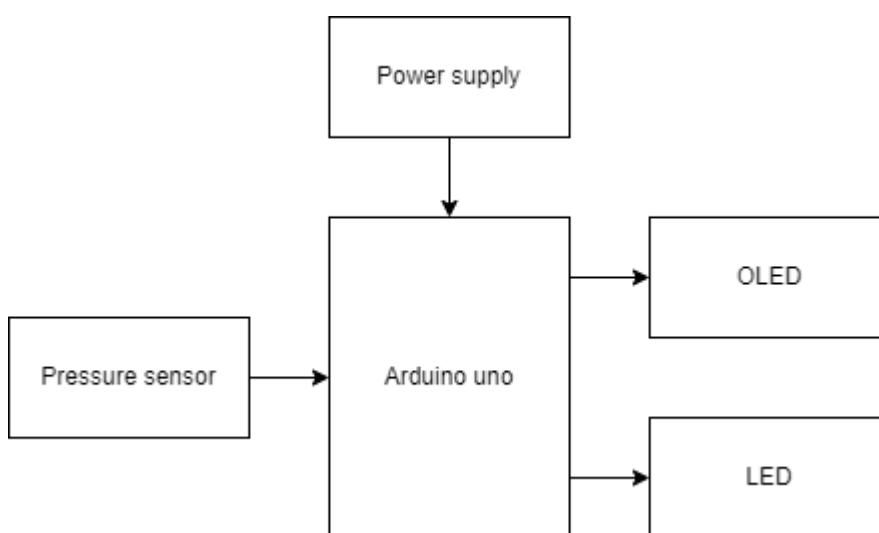 Power supply
OLED
Pressure sensor
Arduino uno
LED